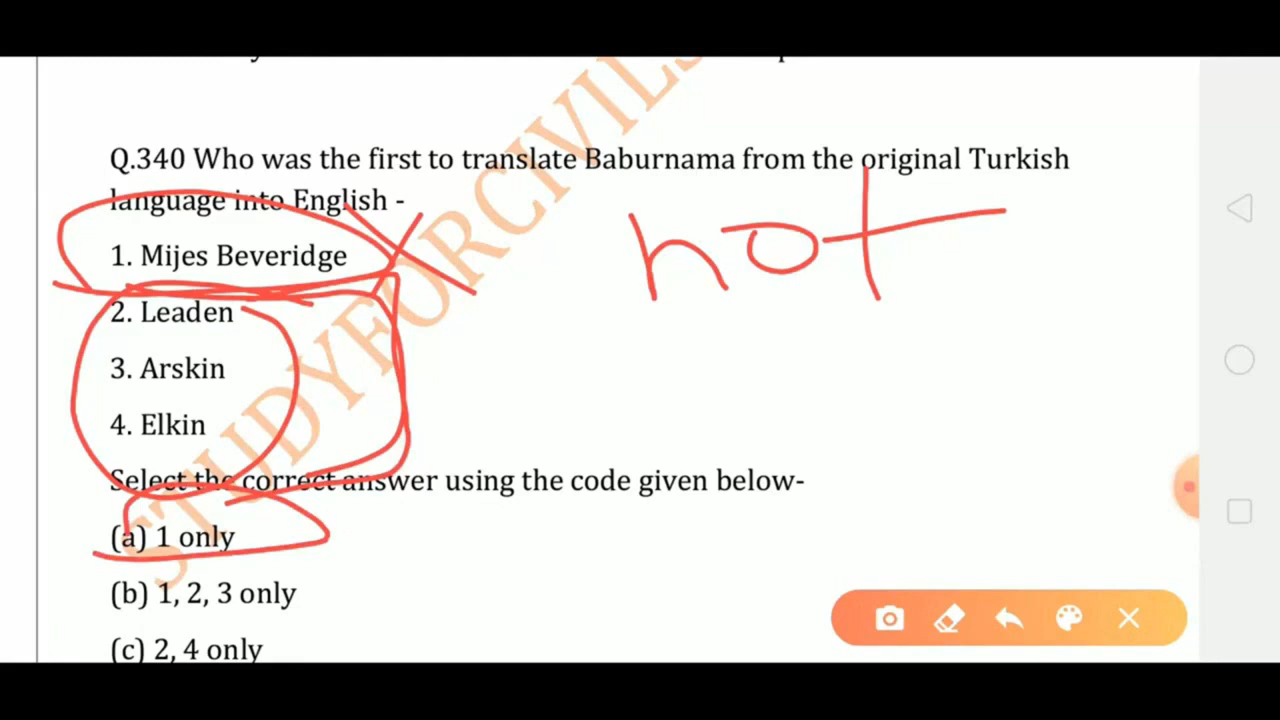 Q.340 Who was the first to translate Baburnama from the original Turkish
language into English -
not
1. Mijes Beveridge
2. Leaden
3. Arskin
4. Elkin
Select the correct answer using the code given below-
(a) 1 only
(b) 1, 2, 3 only
(c) 2, 4 only
STUDYFORCIVILS